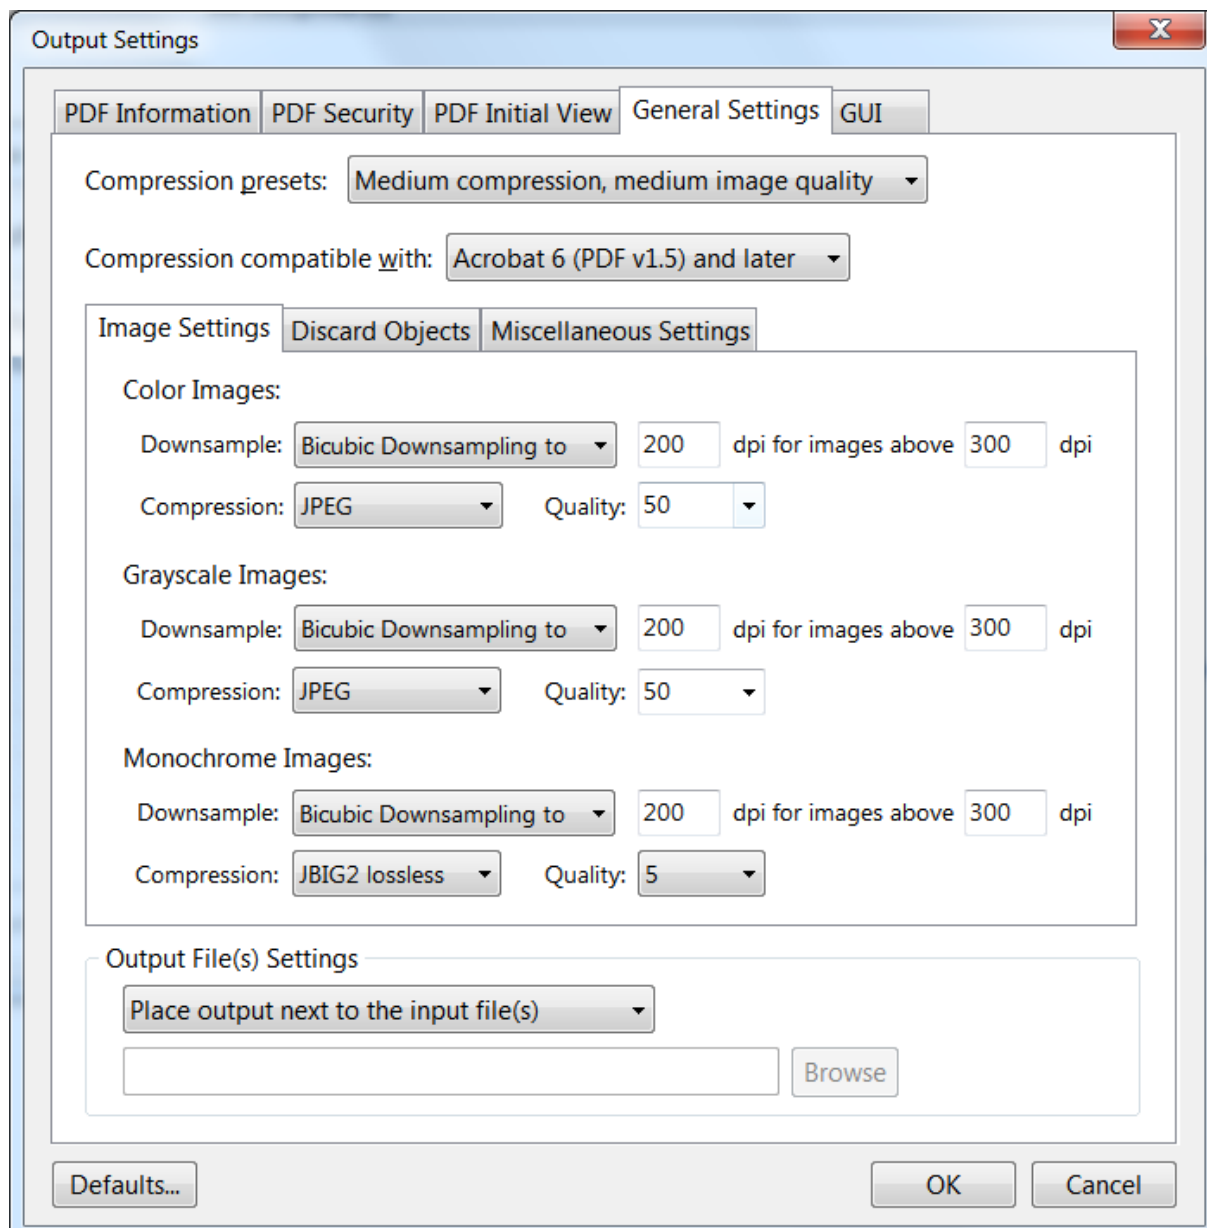 Output Settings
X
PDF Information PDF Security PDF Initial View General Settings GUI
Compression presets: Medium compression, medium image quality
Compression compatible with: Acrobat 6 (PDF v1.5) and later
Image Settings Discard Objects Miscellaneous Settings
Color Images:
Downsample: Bicubic Downsampling to 200 dpi for images above 300 dpi
Compression: JPEG Quality: 50
Grayscale Images:
Downsample: Bicubic Downsampling to 200 dpi for images above 300 dpi
Compression: JPEG Quality: 50
Monochrome Images:
Downsample: Bicubic Downsampling to 200 dpi for images above 300 dpi
Compression: JBIG2 lossless Quality: 5
Output File(s) Settings
Place output next to the input file(s)
Browse
Defaults... OK Cancel